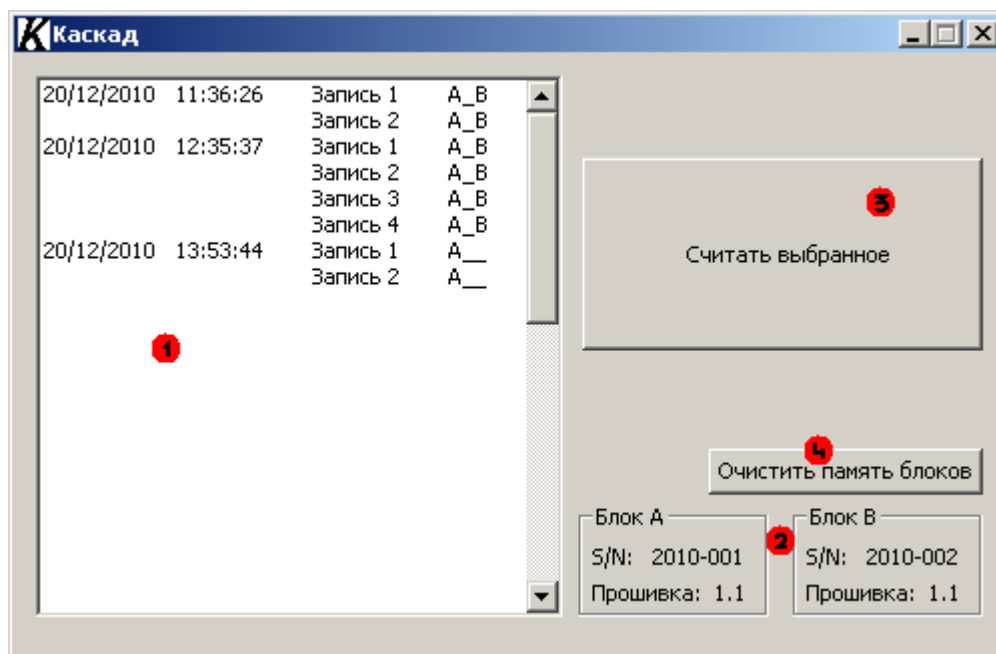 Каскад
20/12/2010 11:36:26 Запись 1 A_B
Запись 2 A_B
20/12/2010 12:35:37 Запись 1 A_B
Запись 2 A_B
Запись 3 A_B
Запись 4 A_B
20/12/2010 13:53:44 Запись 1 A__
Запись 2 A__
1
3
Считать выбранное
4
Очистить память блоков
2
Блок A
S/N: 2010-001
Прошивка: 1.1
Блок B
S/N: 2010-002
Прошивка: 1.1